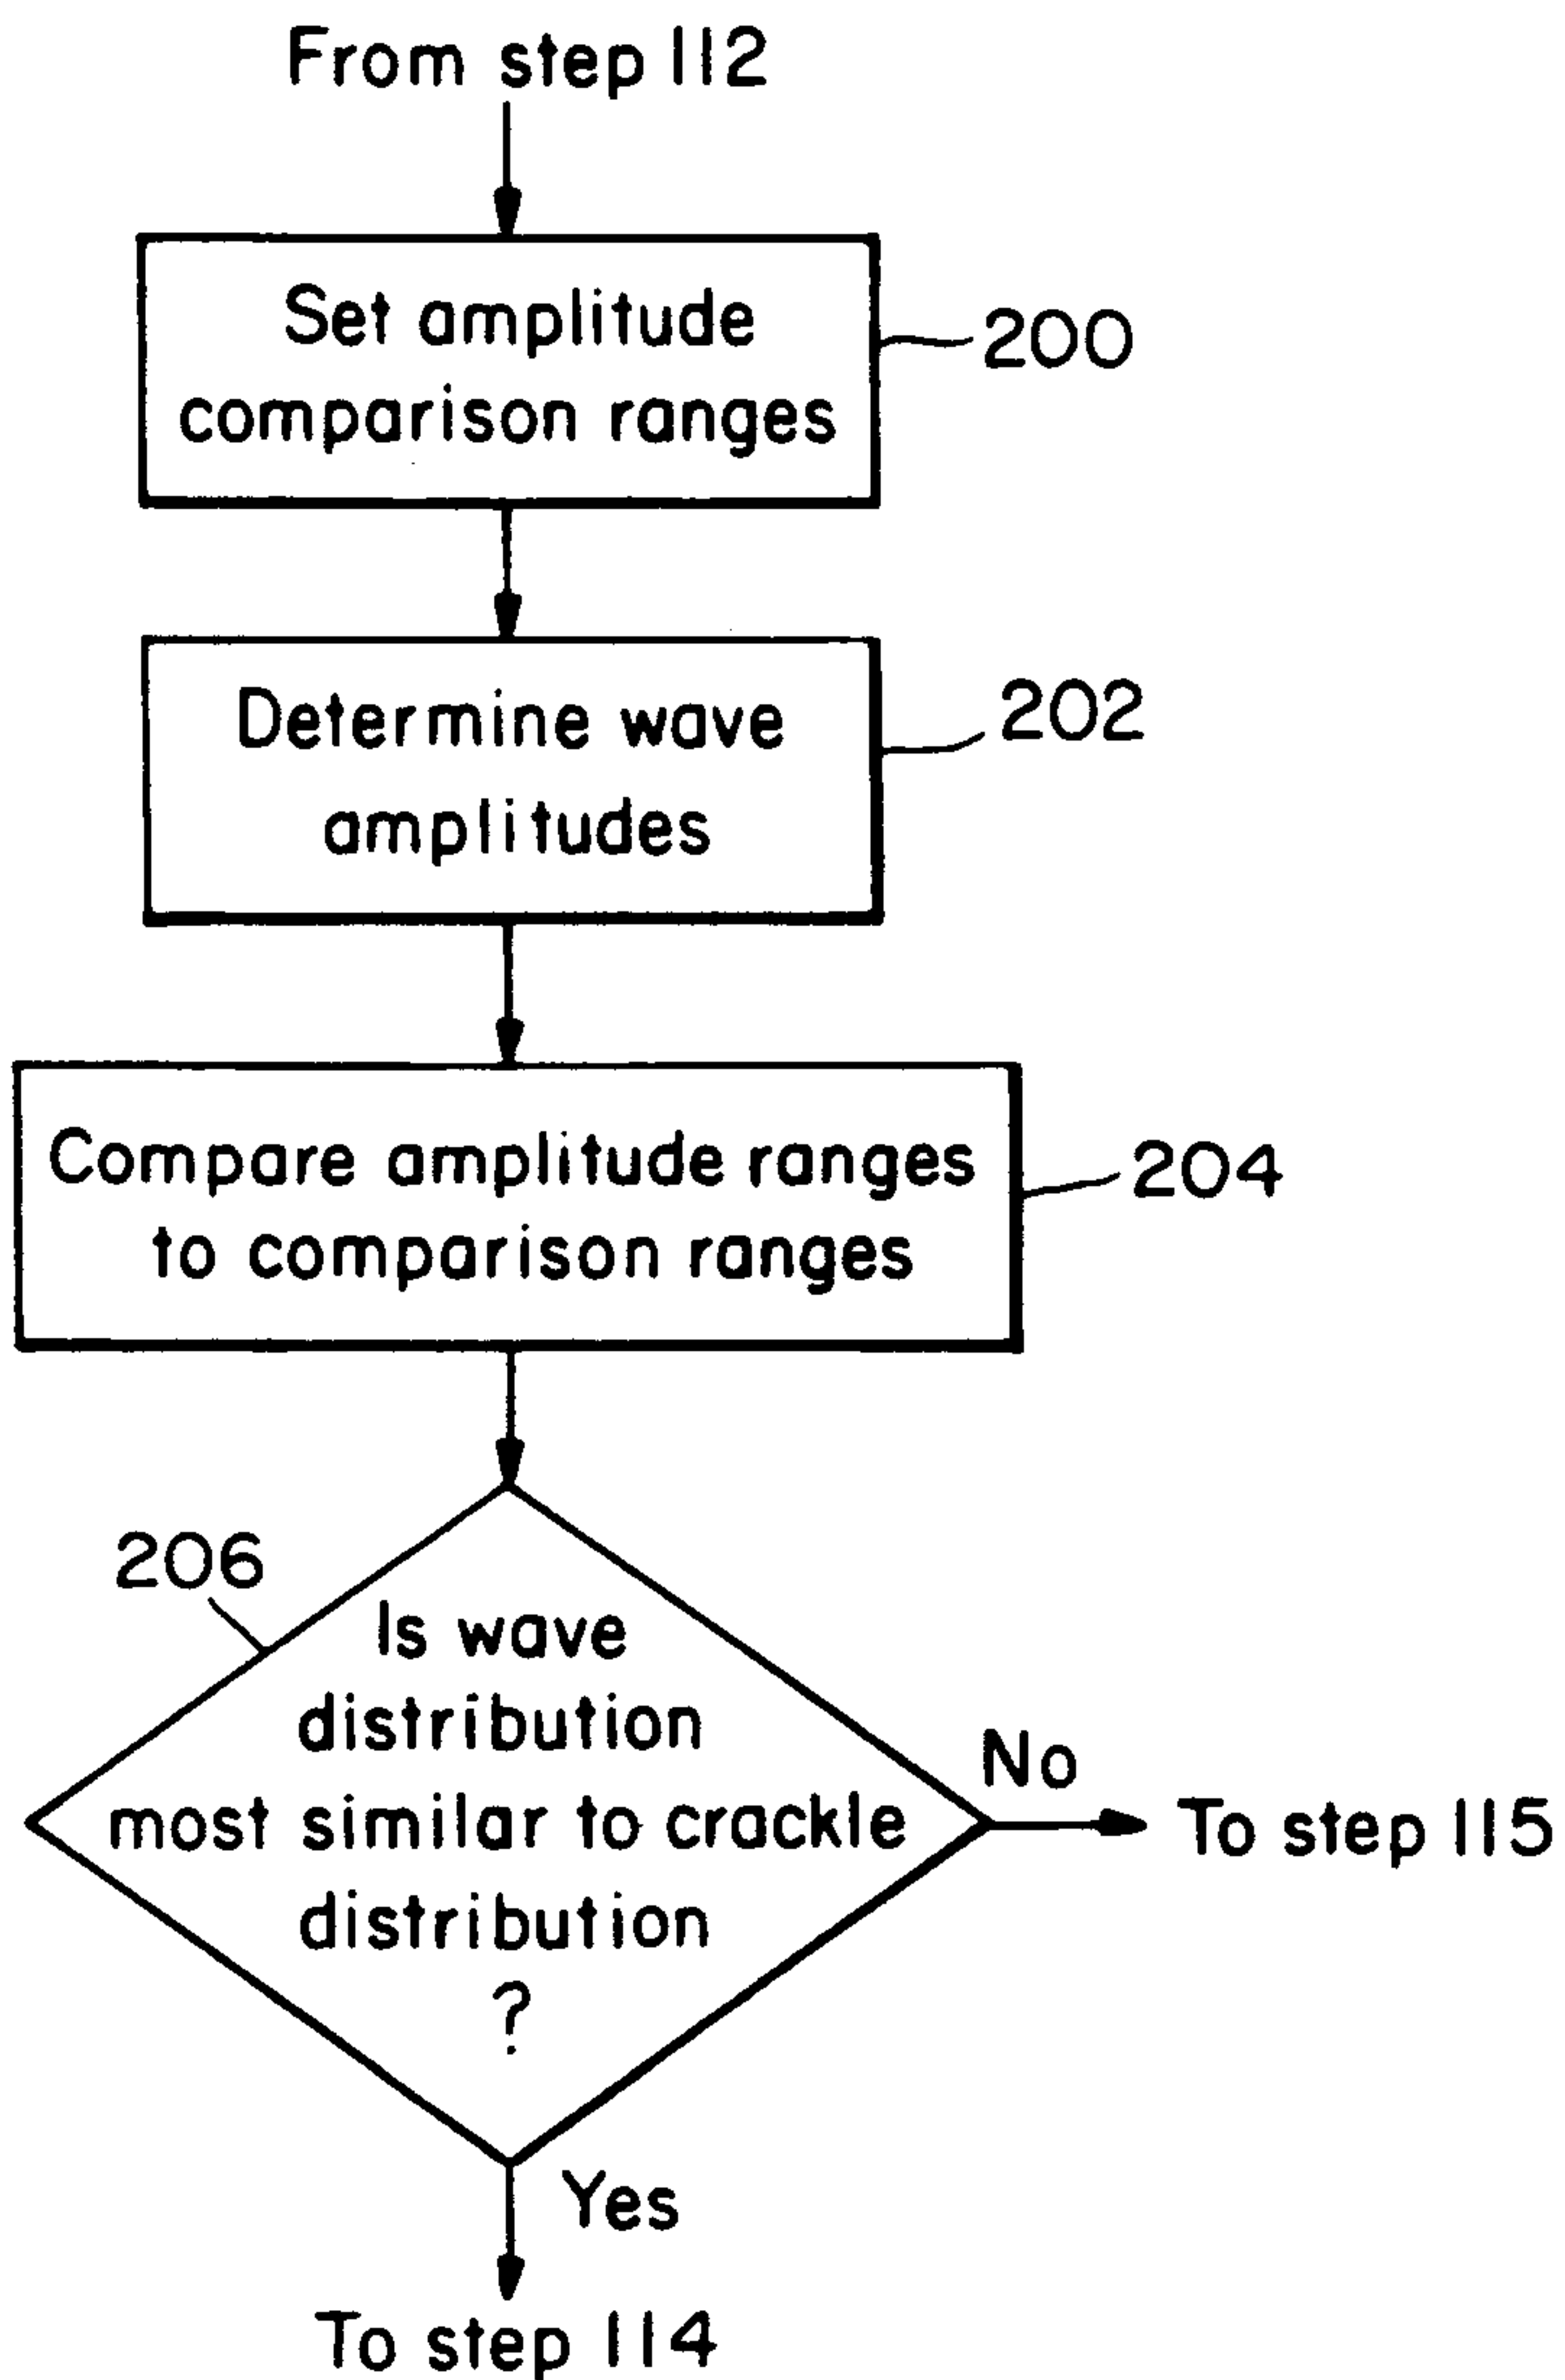 From step 112
Set amplitude
comparison ranges
200
Determine wave
amplitudes
202
Compare amplitude ranges
to comparison ranges
204
206
Is wave
distribution
most similar to crackle
distribution
?
No
To step 115
Yes
To step 114